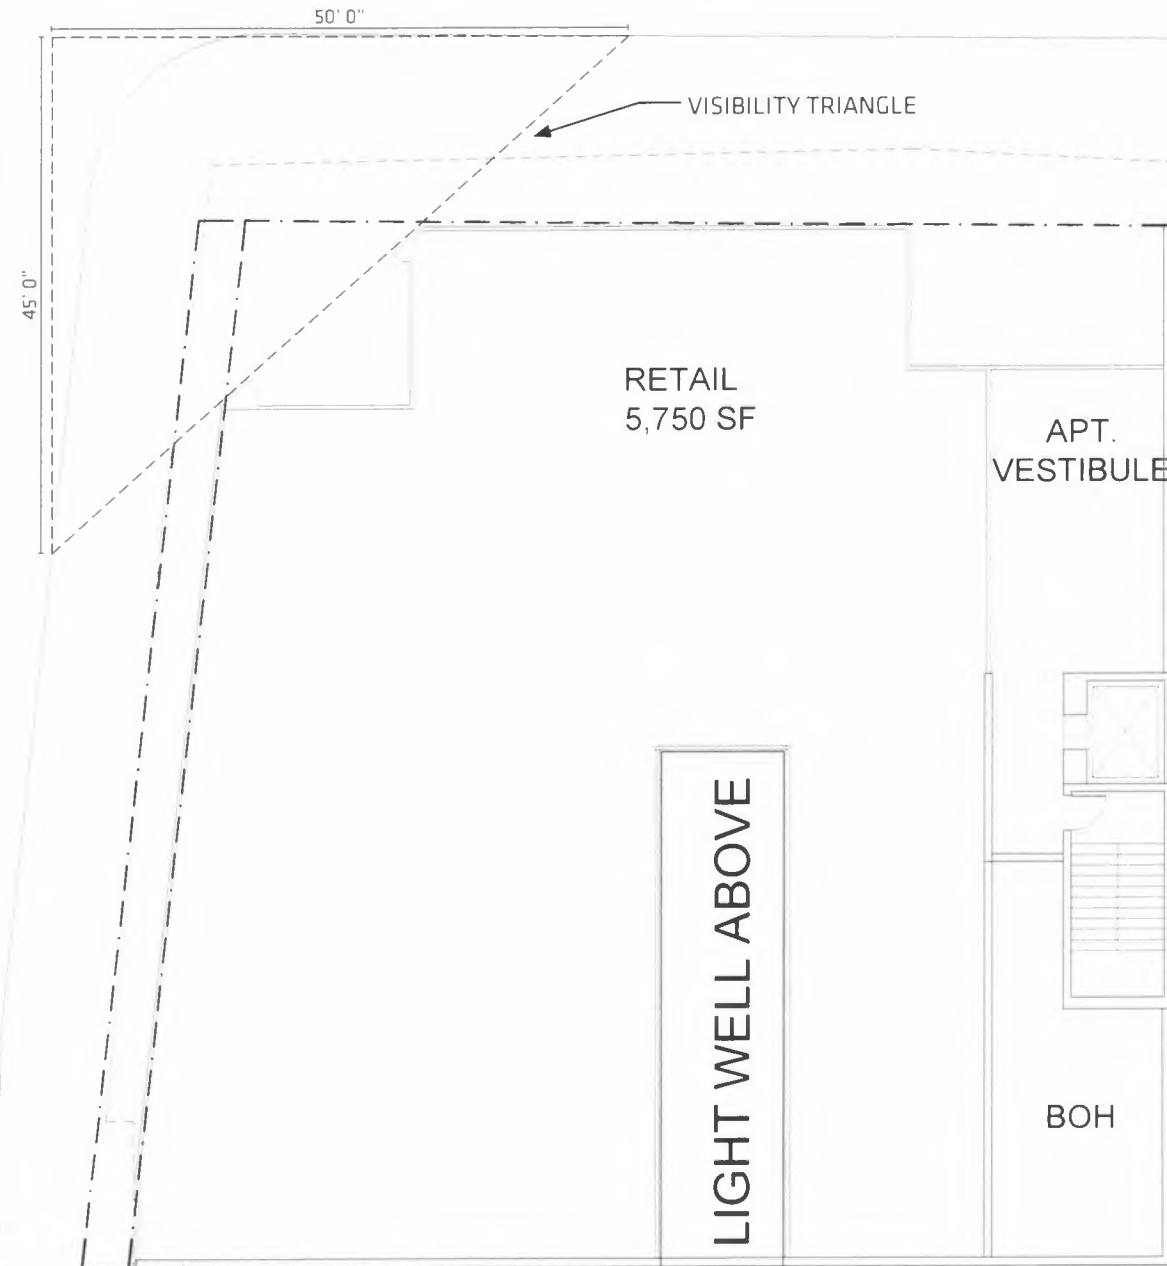 50' 0"
VISIBILITY TRIANGLE
45' 0"
RETAIL
5,750 SF
APT.
VESTIBULE
LIGHT WELL ABOVE
BOH